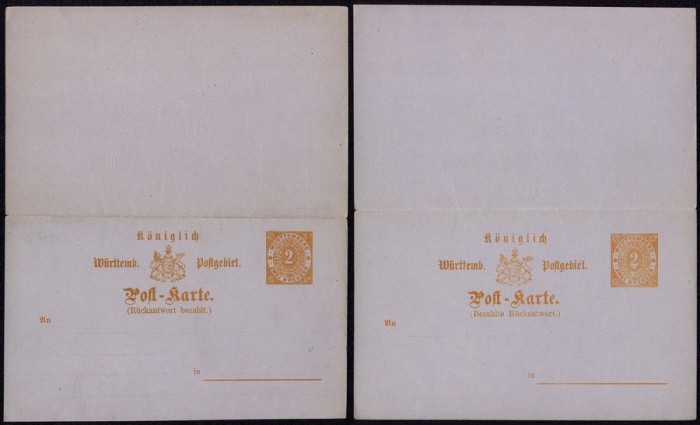 Königlich
Württemb. Postgebiet.
2
Post-Karte.
(Rückantwort bezahlt.)
An
in
Königlich
Württemb. Postgebiet.
2
Post-Karte.
(Bezahlte Rückantwort.)
An
in